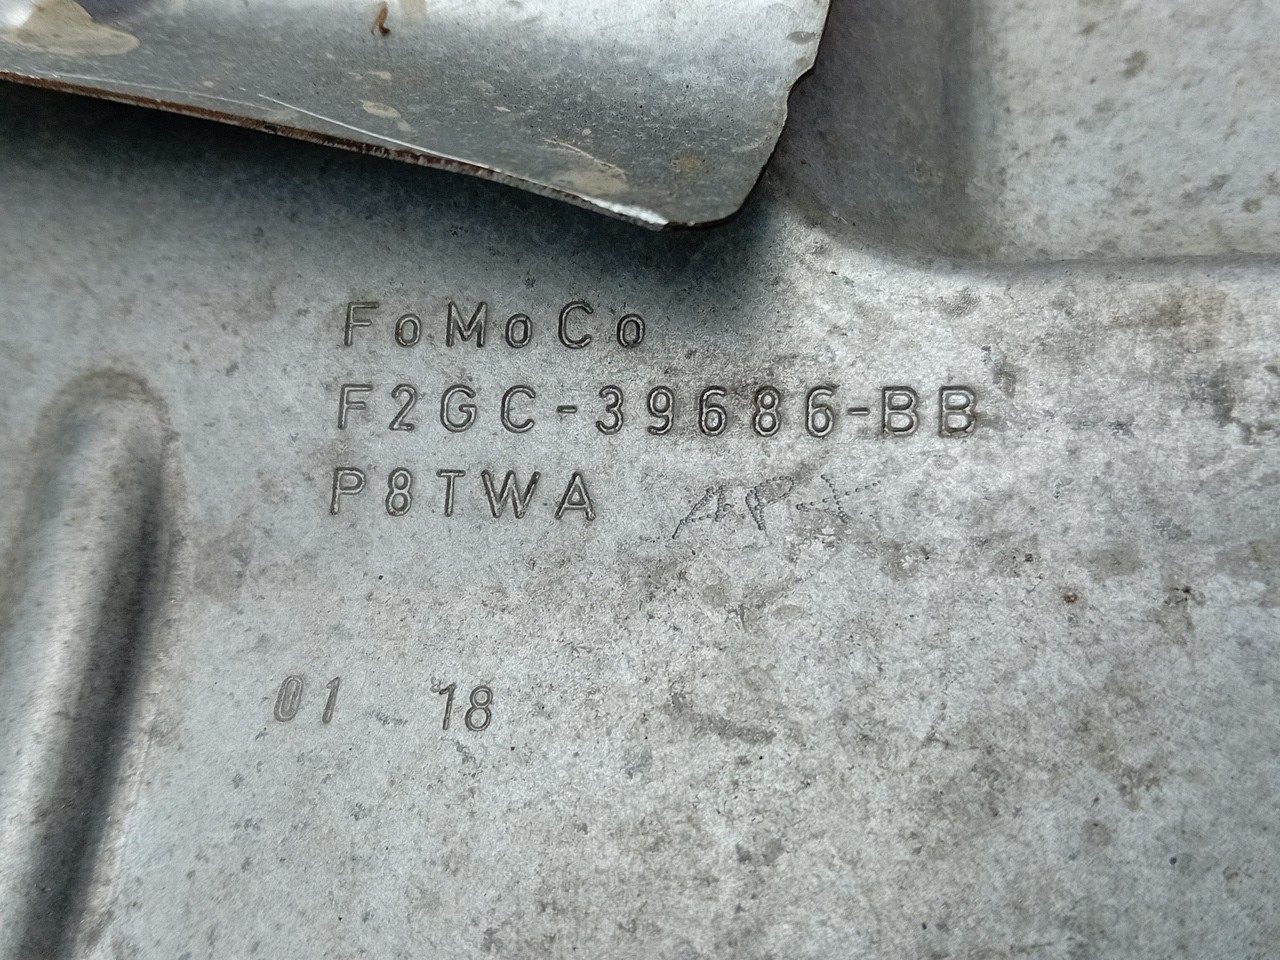 FoMoCo
F2GC-39686-BB
P8TWA
01 18